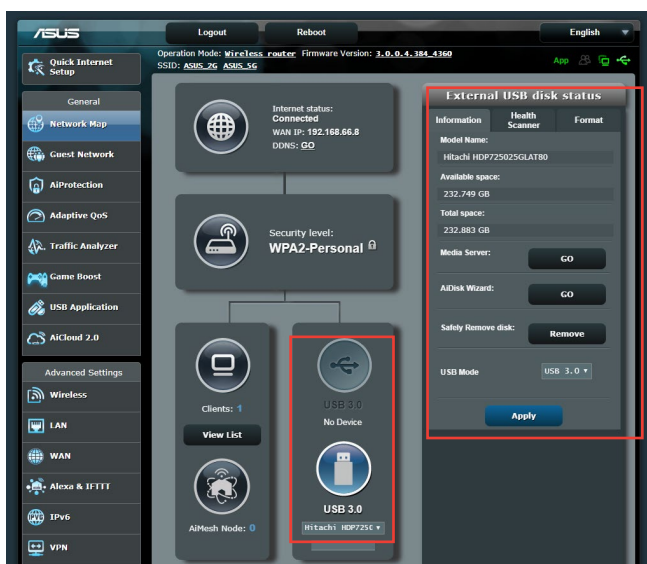 ASUS
Logout
Reboot
English
Operation Mode: Wireless router Firmware Version: 3.0.0.4.384_4360
SSID: ASUS_2G ASUS_5G
App
Quick Internet
Setup
General
Network Map
Guest Network
AiProtection
Adaptive QoS
Traffic Analyzer
Game Boost
USB Application
AiCloud 2.0
Advanced Settings
Wireless
LAN
WAN
Alexa & IFTTT
IPv6
VPN
Internet status:
Connected
WAN IP: 192.168.66.8
DDNS: GO
Security level:
WPA2-Personal
Clients: 1
View List
AiMesh Node: 0
USB 3.0
No Device
USB 3.0
Hitachi HDP725C
External USB disk status
Information
Health
Scanner
Format
Model Name:
Hitachi HDP725025GLAT80
Available space:
232.749 GB
Total space:
232.883 GB
Media Server:
GO
AiDisk Wizard:
GO
Safely Remove disk:
Remove
USB Mode
USB 3.0
Apply